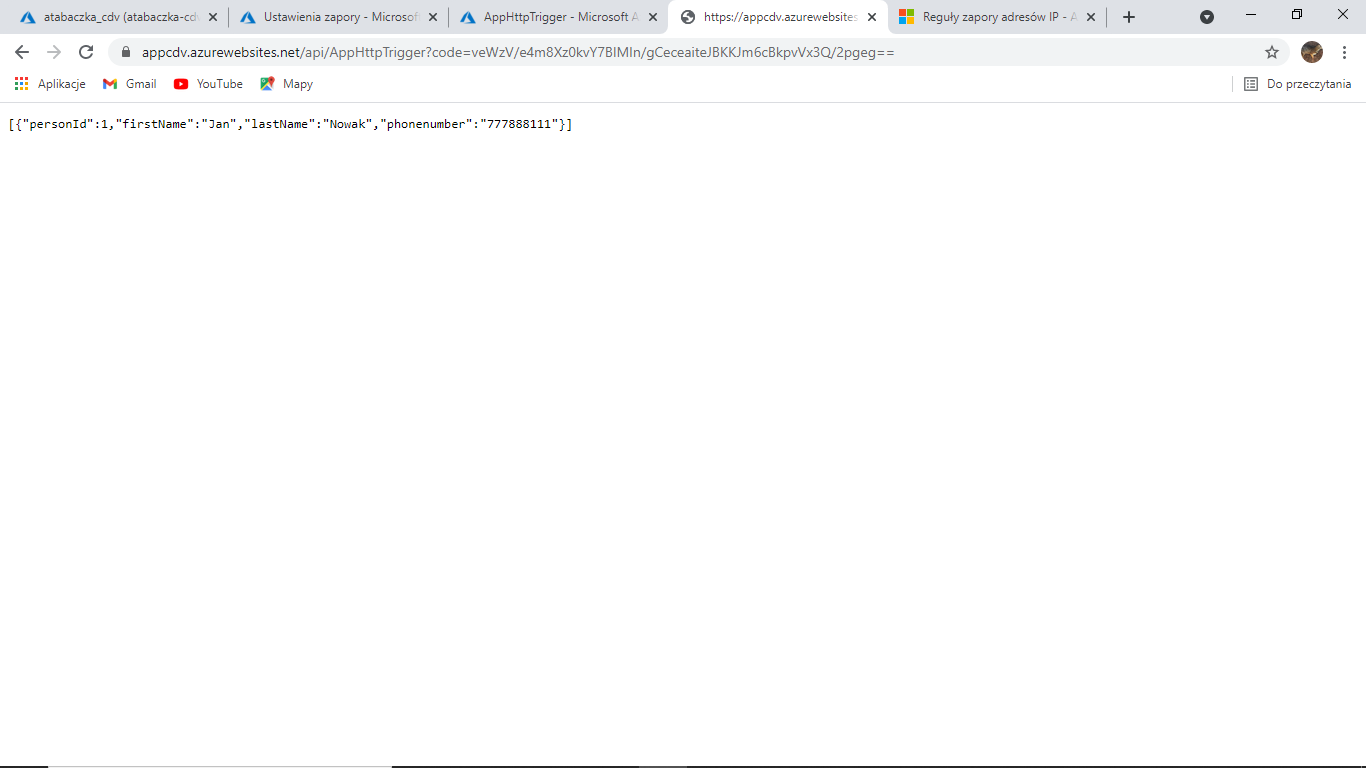 atabaczka_cdv (atabaczka-cdv
Ustawienia zapory - Microsoft
AppHttpTrigger - Microsoft A
https://appcdv.azurewebsites
Reguły zapory adresów IP - A
appcdv.azurewebsites.net/api/AppHttpTrigger?code=veWzV/e4m8Xz0kvY7BIMIn/gCeceaiteJBKKJm6cBkpvVx3Q/2pgeg==
Aplikacje
Gmail
YouTube
Mapy
Do przeczytania
[{"personId":1,"firstName":"Jan","lastName":"Nowak","phonenumber":"777888111"}]